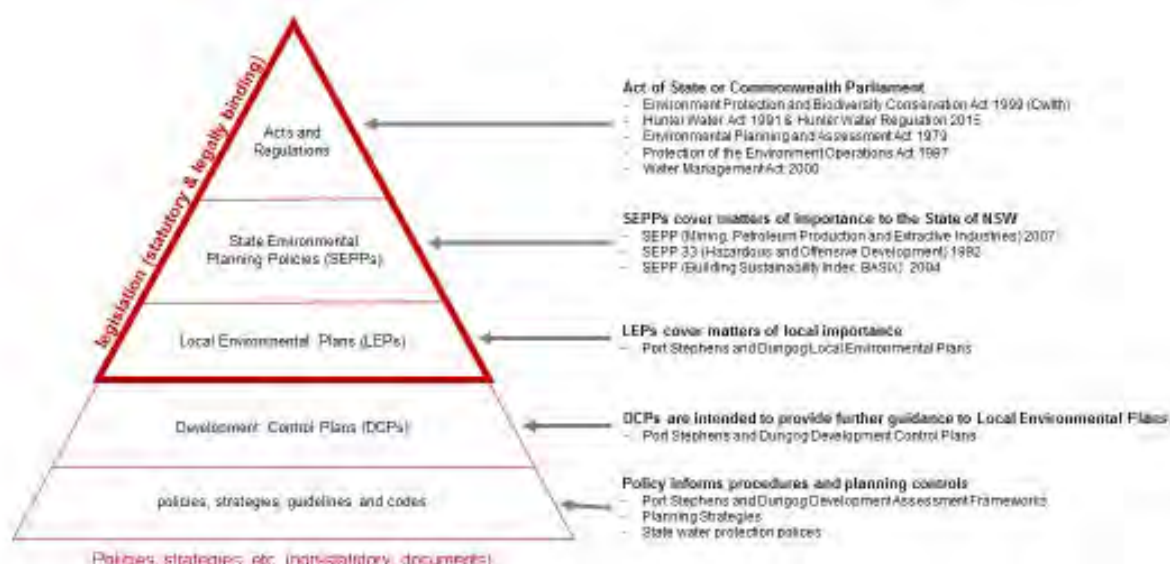 legislation (statutory & legally binding)
Acts and
Regulations
State Environmental
Planning Policies (SEPPs)
Local Environmental Plans (LEPs)
Development Control Plans (DCPs)
policies, strategies, guidelines and codes
Policies, strategies, etc. (non-statutory documents)
Act of State or Commonwealth Parliament
- Environment Protection and Biodiversity Conservation Act 1999 (Cwlth)
- Hunter Water Act 1991 & Hunter Water Regulation 2015
- Environmental Planning and Assessment Act 1979
- Protection of the Environment Operations Act 1997
- Water Management Act 2000
SEPPs cover matters of importance to the State of NSW
- SEPP (Mining, Petroleum Production and Extractive Industries) 2007
- SEPP 33 (Hazardous and Offensive Development) 1992
- SEPP (Building Sustainability Index: BASIX) 2004
LEPs cover matters of local importance
- Port Stephens and Dungog Local Environmental Plans
DCPs are intended to provide further guidance to Local Environmental Plans
- Port Stephens and Dungog Development Control Plans
Policy informs procedures and planning controls
- Port Stephens and Dungog Development Assessment Frameworks
- Planning Strategies
- State water protection polices